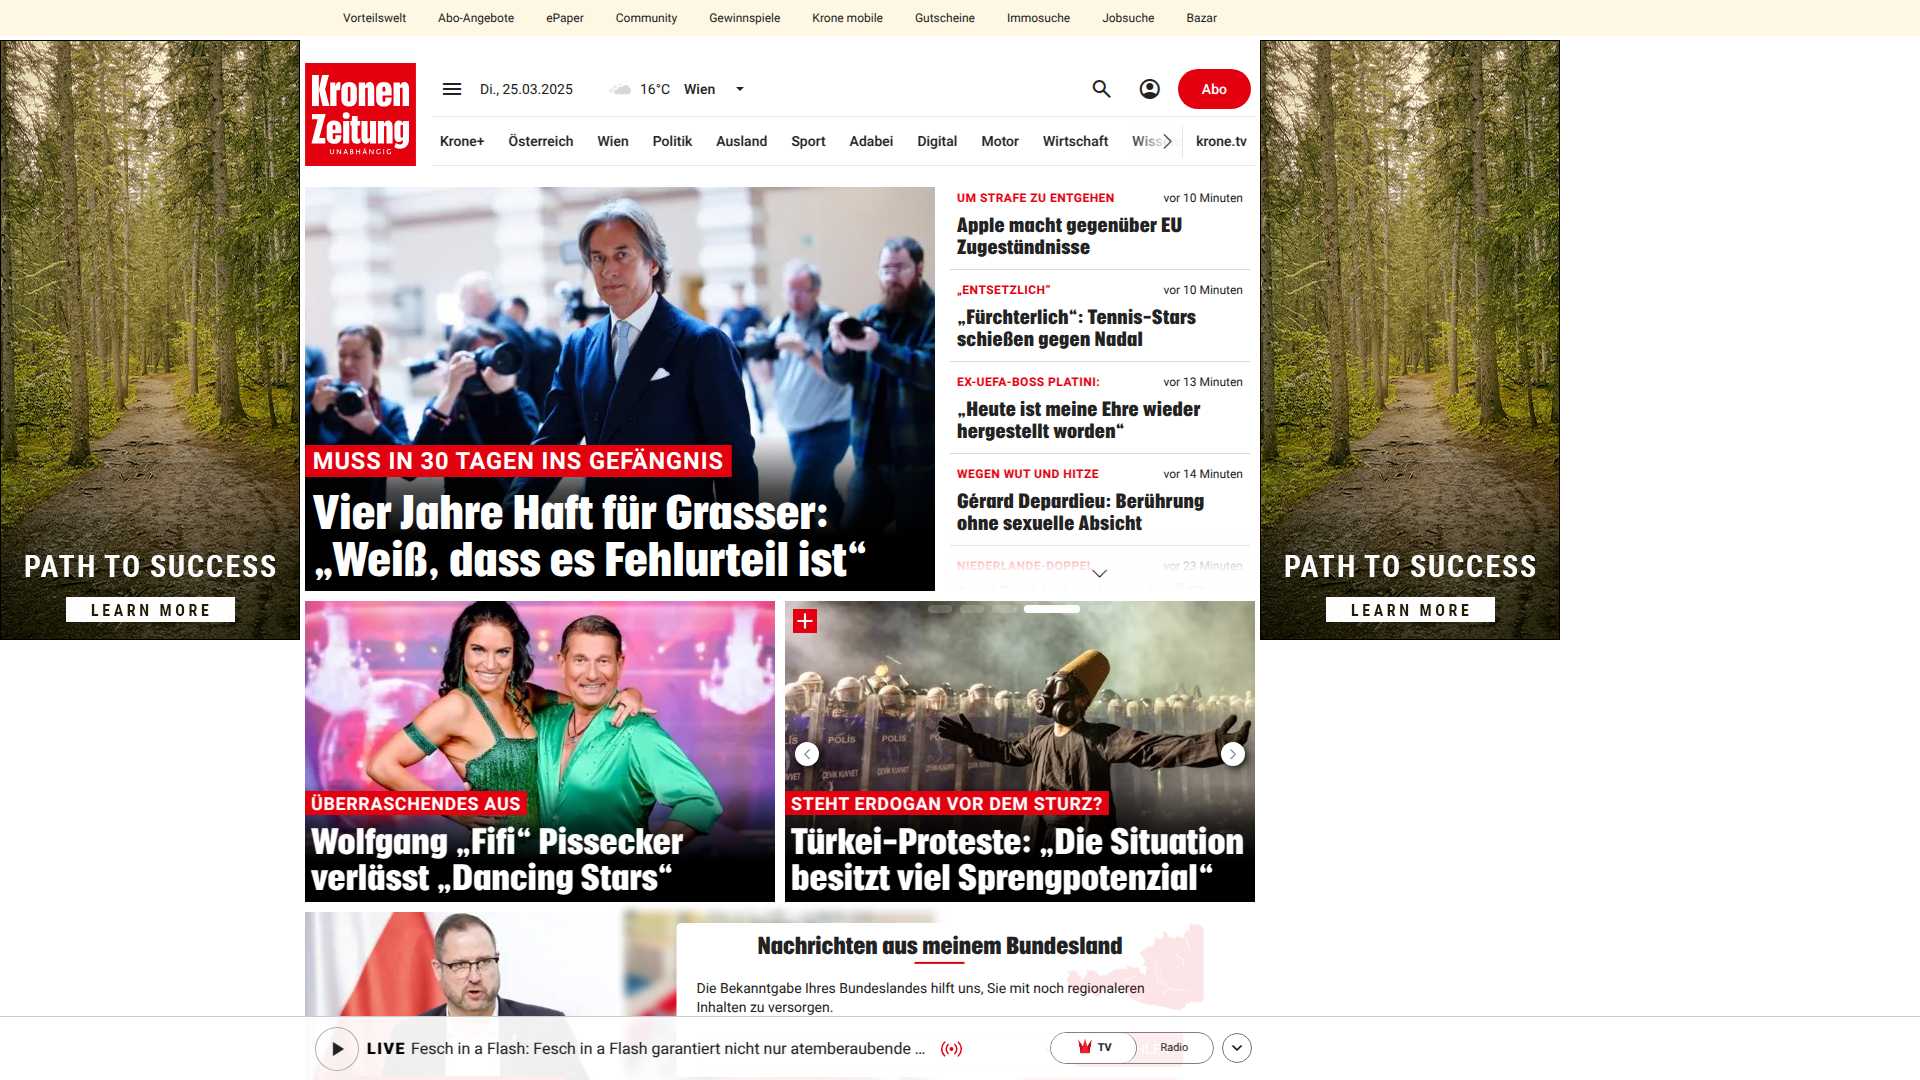 Vorteilswelt Abo-Angebote ePaper Community Gewinnspiele Krone mobile Gutscheine Immosuche Jobsuche Bazar
Kronen
Zeitung
UNABHÄNGIG
Di., 25.03.2025 16°C Wien Abo
Krone+ Österreich Wien Politik Ausland Sport Adabei Digital Motor Wirtschaft krone.tv
MUSS IN 30 TAGEN INS GEFÄNGNIS
Vier Jahre Haft für Grasser:
„Weiß, dass es Fehlurteil ist“
UM STRAFE ZU ENTGEHEN vor 10 Minuten
Apple macht gegenüber EU
Zugeständnisse
„ENTSETZLICH“ vor 10 Minuten
„Fürchterlich“: Tennis-Stars
schießen gegen Nadal
EX-UEFA-BOSS PLATINI: vor 13 Minuten
„Heute ist meine Ehre wieder
hergestellt worden“
WEGEN WUT UND HITZE vor 14 Minuten
Gérard Depardieu: Berührung
ohne sexuelle Absicht
NIEDERLANDE-DOPPEL vor 23 Minuten
PATH TO SUCCESS
LEARN MORE
PATH TO SUCCESS
LEARN MORE
ÜBERRASCHENDES AUS
Wolfgang „Fifi“ Pissecker
verlässt „Dancing Stars“
POLIS POLIS POLIS
ÇEVİK KUVVET
STEHT ERDOGAN VOR DEM STURZ?
Türkei-Proteste: „Die Situation
besitzt viel Sprengpotenzial“
Nachrichten aus meinem Bundesland
Die Bekanntgabe Ihres Bundeslandes hilft uns, Sie mit noch regionaleren
Inhalten zu versorgen.
LIVE Fesch in a Flash: Fesch in a Flash garantiert nicht nur atemberaubende ... TV Radio